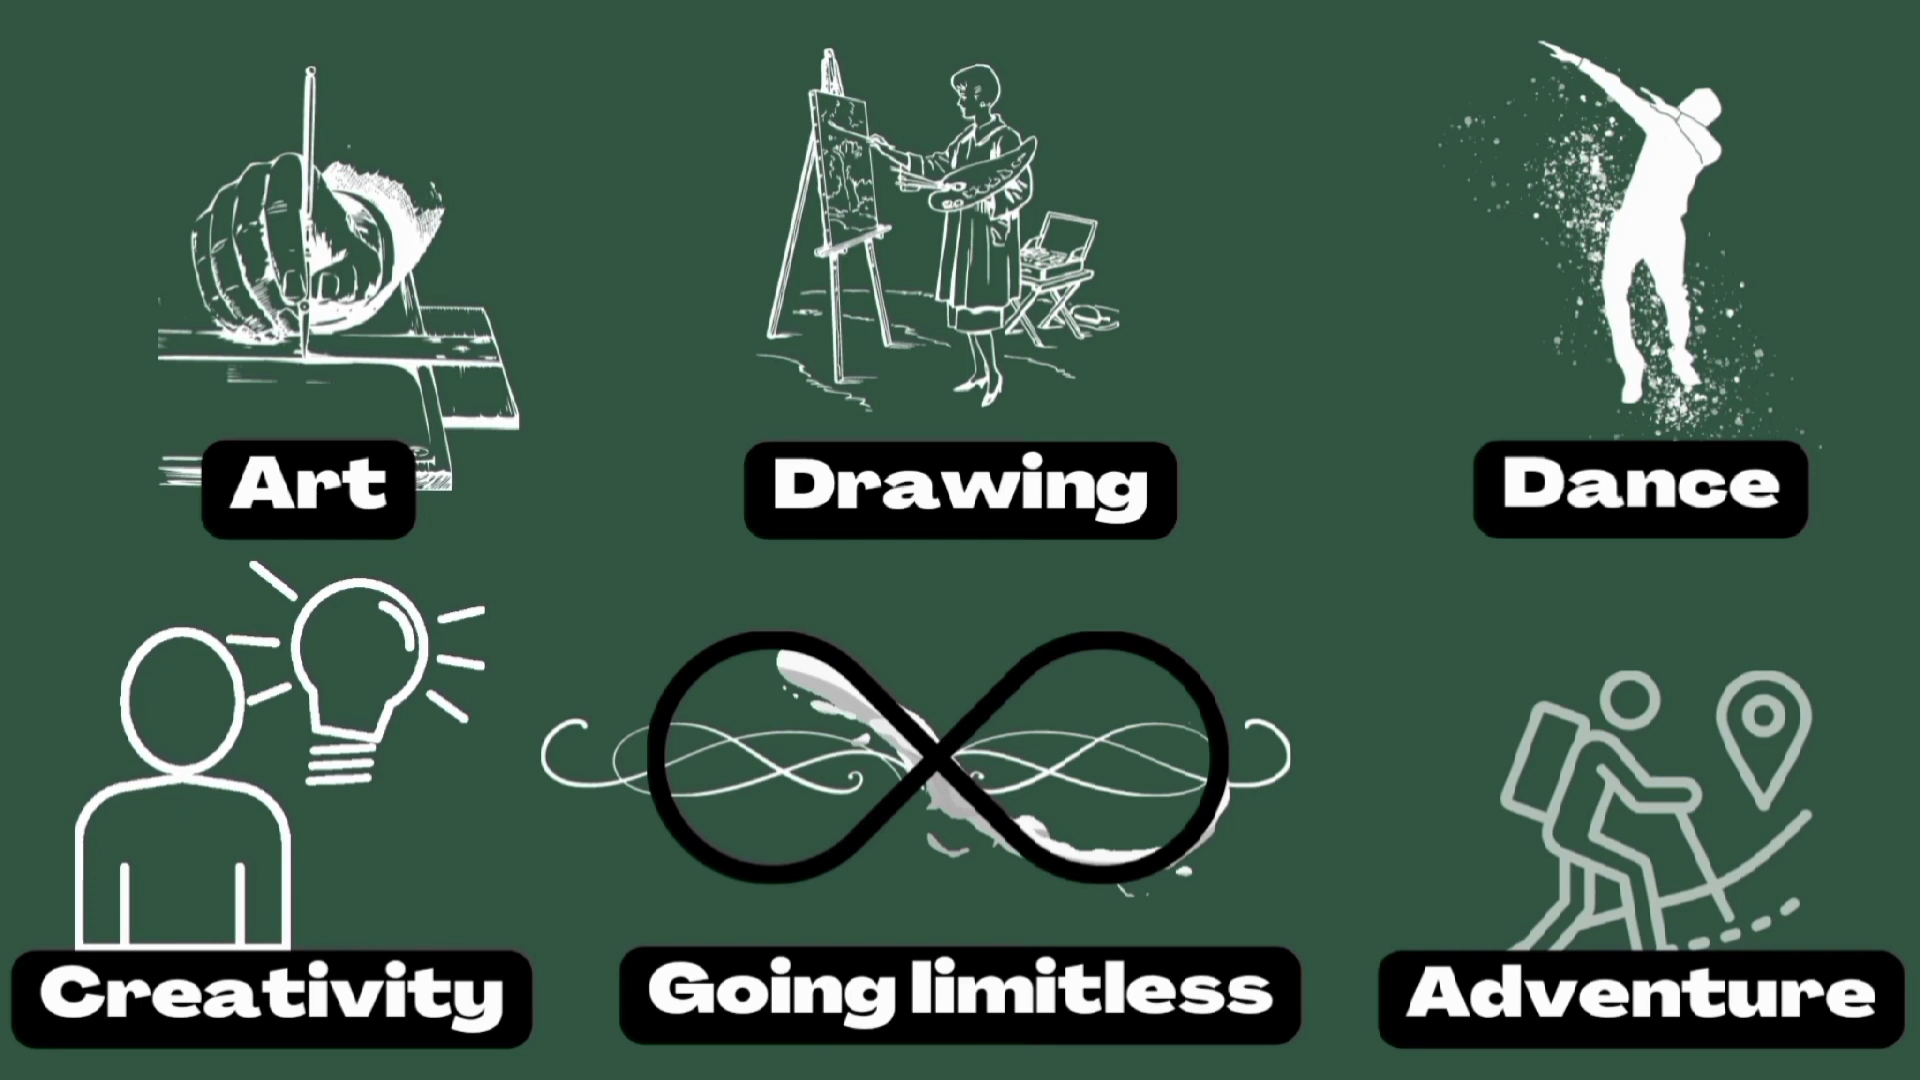 Art
Drawing
Dance
Creativity
Going limitless
Adventure